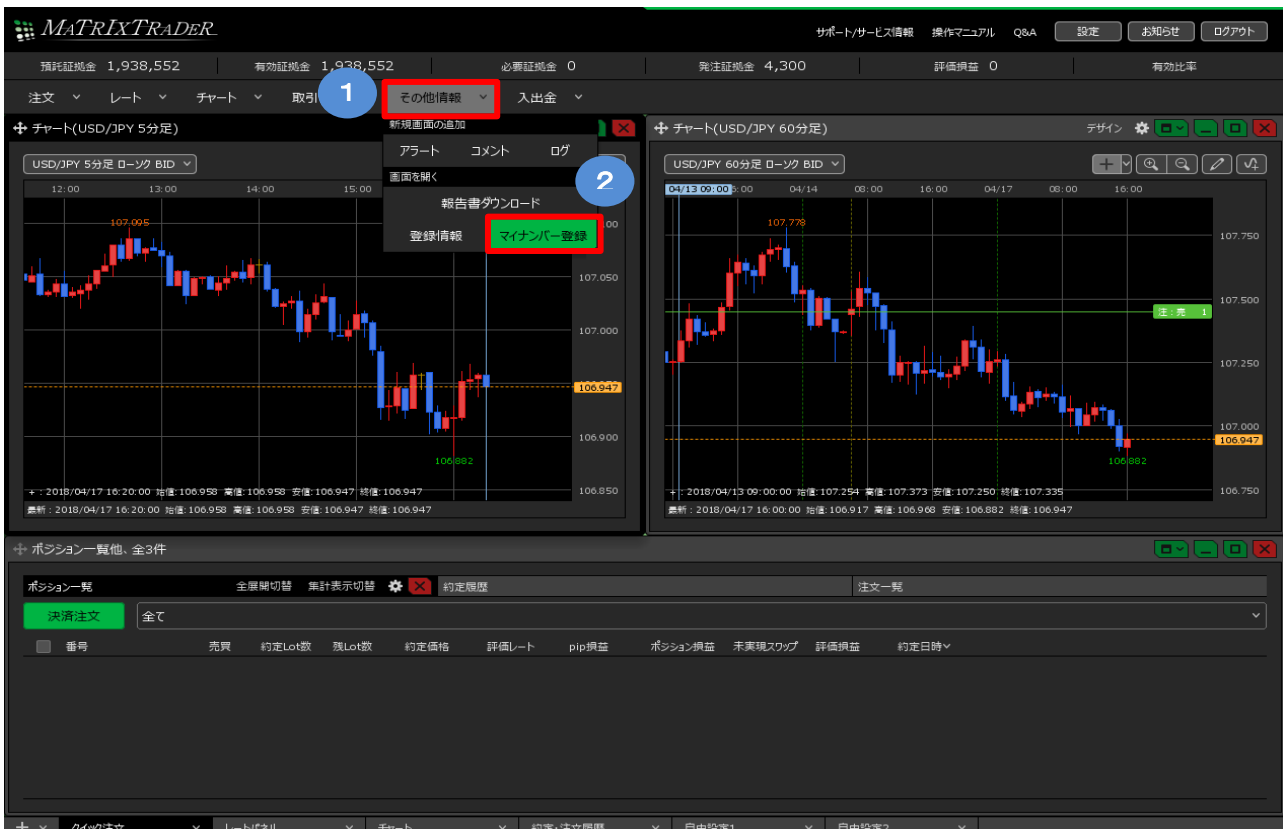 MATRIXTRADER
サポート/サービス情報 操作マニュアル Q&A 設定 お知らせ ログアウト
預託証拠金 1,938,552 有効証拠金 1,938,552 必要証拠金 0 発注証拠金 4,300 評価損益 0 有効比率
注文 レート チャート 取引 1 その他情報 入出金
チャート(USD/JPY 5分足)
新規画面の追加
アラート コメント ログ
画面を開く
2
報告書ダウンロード
登録情報 マイナンバー登録
USD/JPY 5分足 ローソク BID
12:00 13:00 14:00 15:00
107.095
107.050
107.000
106.947
106.900
106.882
106.850
+ : 2018/04/17 16:20:00 始値:106.958 高値:106.958 安値:106.947 終値:106.947
最新 : 2018/04/17 16:20:00 始値:106.958 高値:106.958 安値:106.947 終値:106.947
チャート(USD/JPY 60分足) デザイン
USD/JPY 60分足 ローソク BID
04/13 09:00 04/14 08:00 16:00 04/17 08:00 16:00
107.778
107.750
107.500
注 : 売 1
107.250
107.000
106.947
106.882
106.750
+ : 2018/04/13 09:00:00 始値:107.254 高値:107.373 安値:107.250 終値:107.335
最新 : 2018/04/17 16:00:00 始値:106.917 高値:106.968 安値:106.882 終値:106.947
ポジション一覧他、全3件
ポジション一覧 全展開切替 集計表示切替 約定履歴 注文一覧
決済注文 全て
番号 売買 約定Lot数 残Lot数 約定価格 評価レート pip損益 ポジション損益 未実現スワップ 評価損益 約定日時
クイック注文 レートパネル チャート 約定・注文履歴 自由設定1 自由設定2